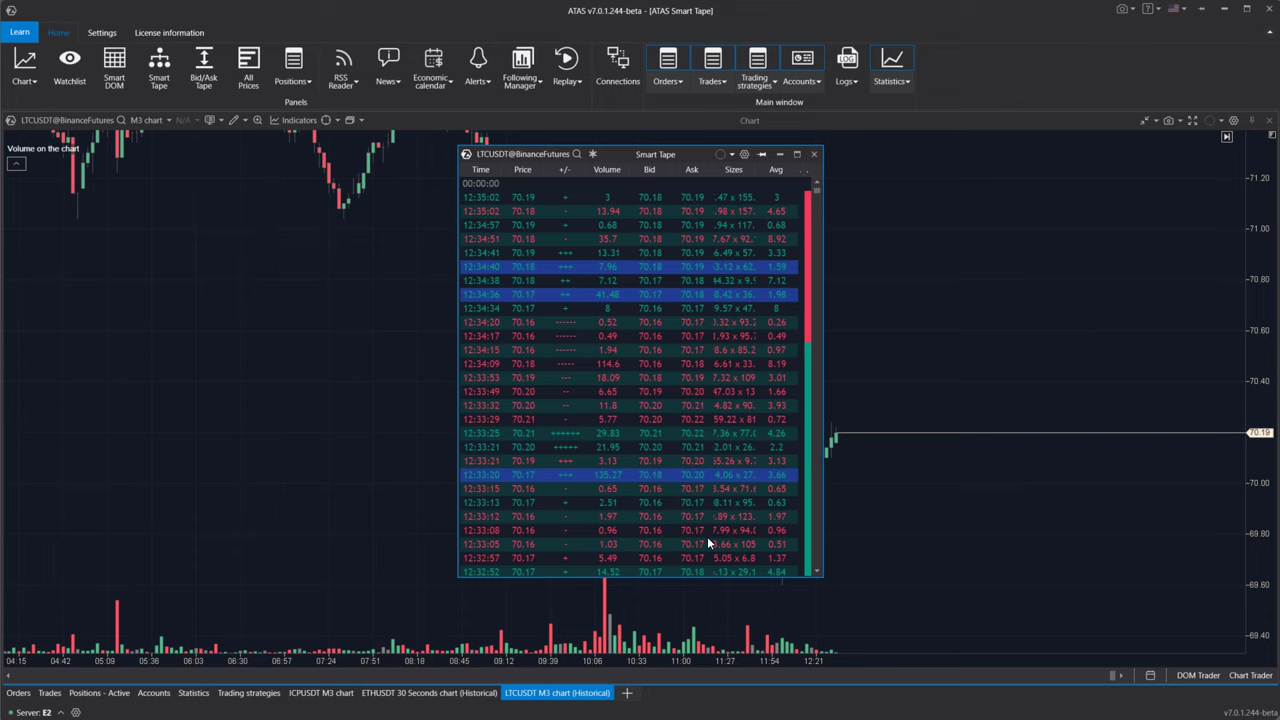 ATAS v7.0.1.244-beta - [ATAS Smart Tape]
Learn Home Settings License information
Chart Watchlist Smart DOM Smart Tape Bid/Ask Tape All Prices Positions RSS Reader News Economic calendar Alerts Following Manager Replay Connections Orders Trades Trading strategies Accounts LOG Logs Statistics
Panels Main window
LTCUSDT@BinanceFutures M3 chart N/A Indicators Chart
Volume on the chart
LTCUSDT@BinanceFutures Smart Tape
Time Price +/- Volume Bid Ask Sizes Avg
00:00:00
12:35:02 70.19 + 3 70.18 70.19 .47 x 155. 3
12:35:02 70.18 - 13.94 70.18 70.19 .98 x 157. 4.65
12:34:57 70.19 + 0.68 70.18 70.19 .94 x 117. 0.68
12:34:51 70.18 - 35.7 70.18 70.19 7.67 x 92. 8.92
12:34:41 70.19 +++ 13.31 70.18 70.19 6.49 x 57. 3.33
12:34:40 70.18 +++ 7.96 70.18 70.19 3.12 x 62. 1.59
12:34:38 70.18 ++ 7.12 70.17 70.18 44.32 x 9. 7.12
12:34:36 70.17 ++ 41.48 70.17 70.18 8.42 x 36. 1.98
12:34:34 70.17 + 8 70.16 70.17 9.57 x 47. 8
12:34:20 70.16 ------ 0.52 70.16 70.17 0.32 x 93. 0.26
12:34:17 70.16 ------ 0.49 70.16 70.17 1.93 x 95. 0.49
12:34:15 70.16 ------ 1.94 70.16 70.17 8.6 x 85.2 0.97
12:34:09 70.18 ----- 114.6 70.16 70.18 6.61 x 33. 8.19
12:33:53 70.19 --- 18.09 70.18 70.19 7.32 x 109 3.01
12:33:49 70.20 -- 6.65 70.19 70.20 47.03 x 13 1.66
12:33:32 70.20 -- 11.8 70.20 70.21 4.82 x 90. 3.93
12:33:29 70.21 - 5.77 70.20 70.22 59.22 x 81 0.72
12:33:25 70.21 ++++++ 29.83 70.21 70.22 7.36 x 77. 4.26
12:33:21 70.20 +++++ 21.95 70.20 70.21 2.01 x 26. 2.2
12:33:21 70.19 +++ 3.13 70.19 70.20 55.26 x 9. 3.13
12:33:20 70.17 +++ 135.27 70.18 70.20 4.06 x 27. 3.66
12:33:15 70.16 - 0.65 70.16 70.17 3.54 x 71. 0.65
12:33:13 70.17 + 2.51 70.16 70.17 8.11 x 95. 0.63
12:33:12 70.16 - 1.97 70.16 70.17 .89 x 123. 1.97
12:33:08 70.16 - 0.96 70.16 70.17 7.99 x 94. 0.96
12:33:05 70.16 - 1.03 70.16 70.17 .66 x 105 0.51
12:32:57 70.17 + 5.49 70.16 70.17 5.05 x 6.8 1.37
12:32:52 70.17 + 14.52 70.17 70.18 .13 x 29.1 4.84
71.20
71.00
70.80
70.60
70.40
70.19
70.00
69.80
69.60
69.40
04:15 04:42 05:09 05:36 06:03 06:30 06:57 07:24 07:51 08:18 08:45 09:12 09:39 10:06 10:33 11:00 11:27 11:54 12:21
DOM Trader Chart Trader
Orders Trades Positions - Active Accounts Statistics Trading strategies ICPUSDT M3 chart ETHUSDT 30 Seconds chart (Historical) LTCUSDT M3 chart (Historical)
Server: E2 v7.0.1.244-beta